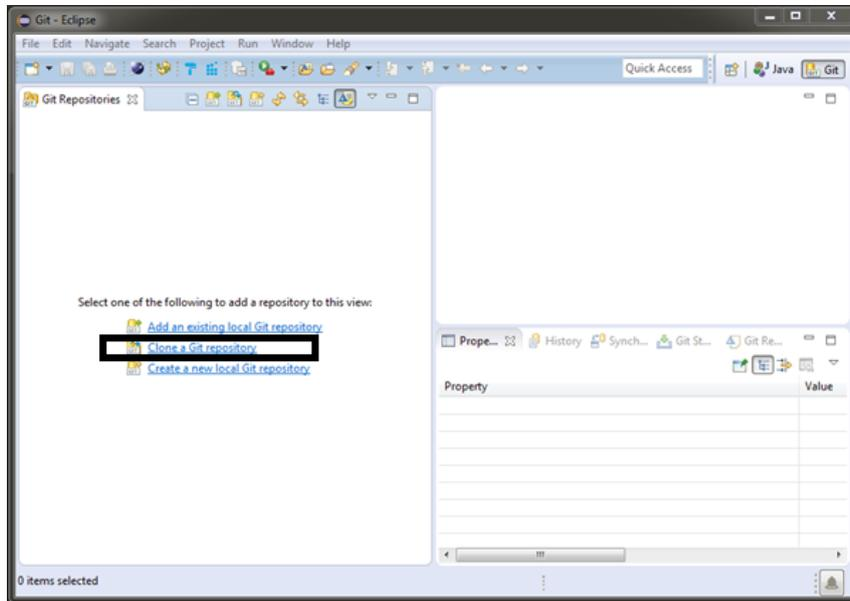 Git - Eclipse
File Edit Navigate Search Project Run Window Help
Quick Access
Java
Git
Git Repositories
Select one of the following to add a repository to this view:
Add an existing local Git repository
Clone a Git repository
Create a new local Git repository
Prope... History Synch... Git St... Git Re...
Property Value
0 items selected